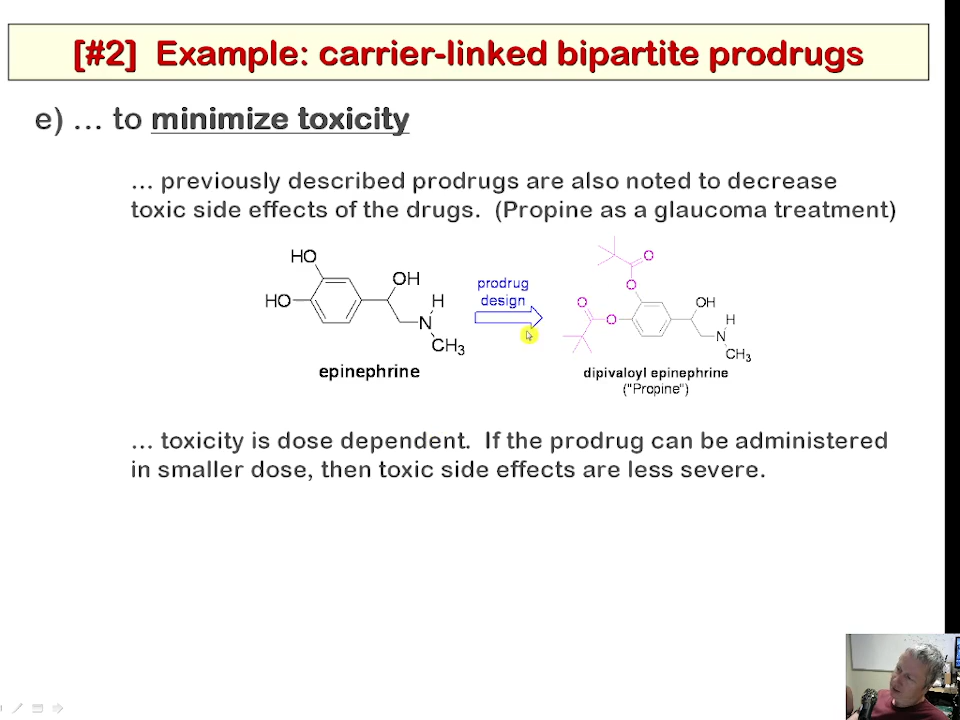 [#2] Example: carrier-linked bipartite prodrugs
e) … to minimize toxicity
… previously described prodrugs are also noted to decrease
toxic side effects of the drugs. (Propine as a glaucoma treatment)
HO
HO
OH
H
N
CH3
epinephrine
prodrug
design
O
O
O
O
OH
H
N
CH3
dipivaloyl epinephrine
("Propine")
… toxicity is dose dependent. If the prodrug can be administered
in smaller dose, then toxic side effects are less severe.